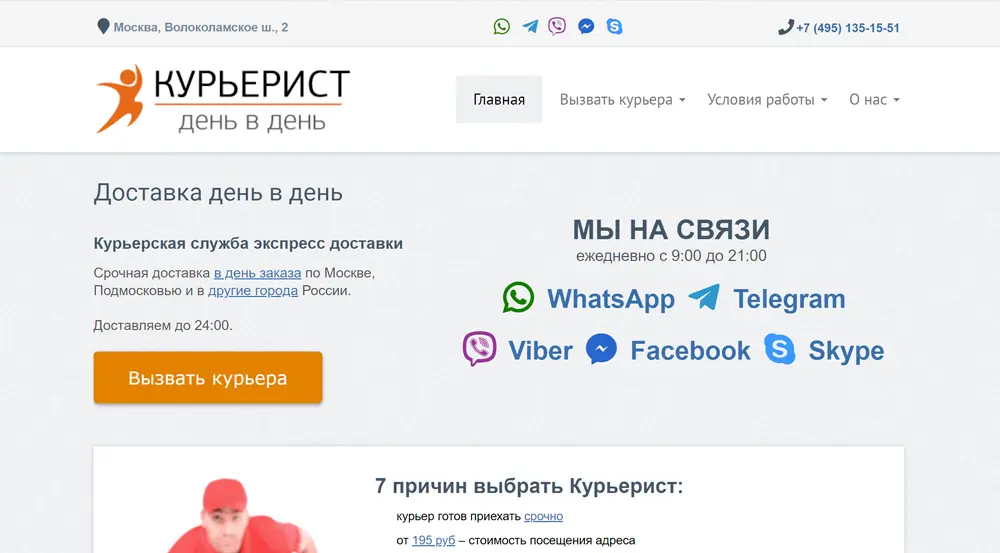 Москва, Волоколамское ш., 2
+7 (495) 135-15-51
КУРЬЕРИСТ
день в день
Главная
Вызвать курьера
Условия работы
О нас
Доставка день в день
Курьерская служба экспресс доставки
Срочная доставка в день заказа по Москве,
Подмосковью и в другие города России.
Доставляем до 24:00.
Вызвать курьера
МЫ НА СВЯЗИ
ежедневно с 9:00 до 21:00
WhatsApp Telegram
Viber Facebook Skype
7 причин выбрать Курьерист:
курьер готов приехать срочно
от 195 руб – стоимость посещения адреса